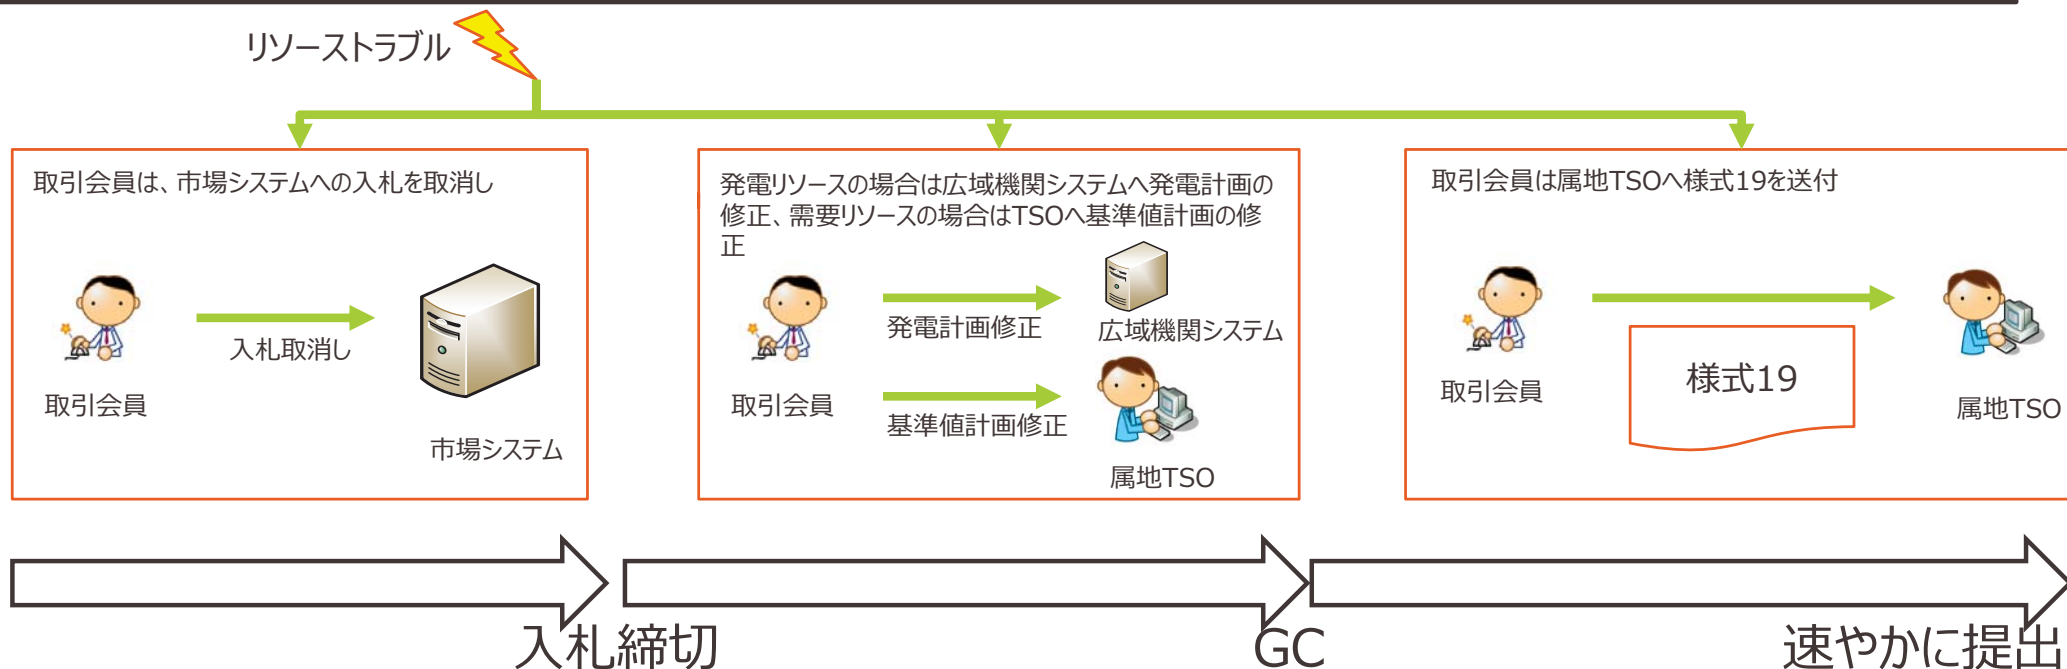 リソーストラブル
取引会員は、市場システムへの入札を取消し
入札取消し
取引会員
市場システム
発電リソースの場合は広域機関システムへ発電計画の
修正、需要リソースの場合はTSOへ基準値計画の修
正
発電計画修正
広域機関システム
取引会員
基準値計画修正
属地TSO
取引会員は属地TSOへ様式19を送付
様式19
取引会員
属地TSO
入札締切
GC
速やかに提出